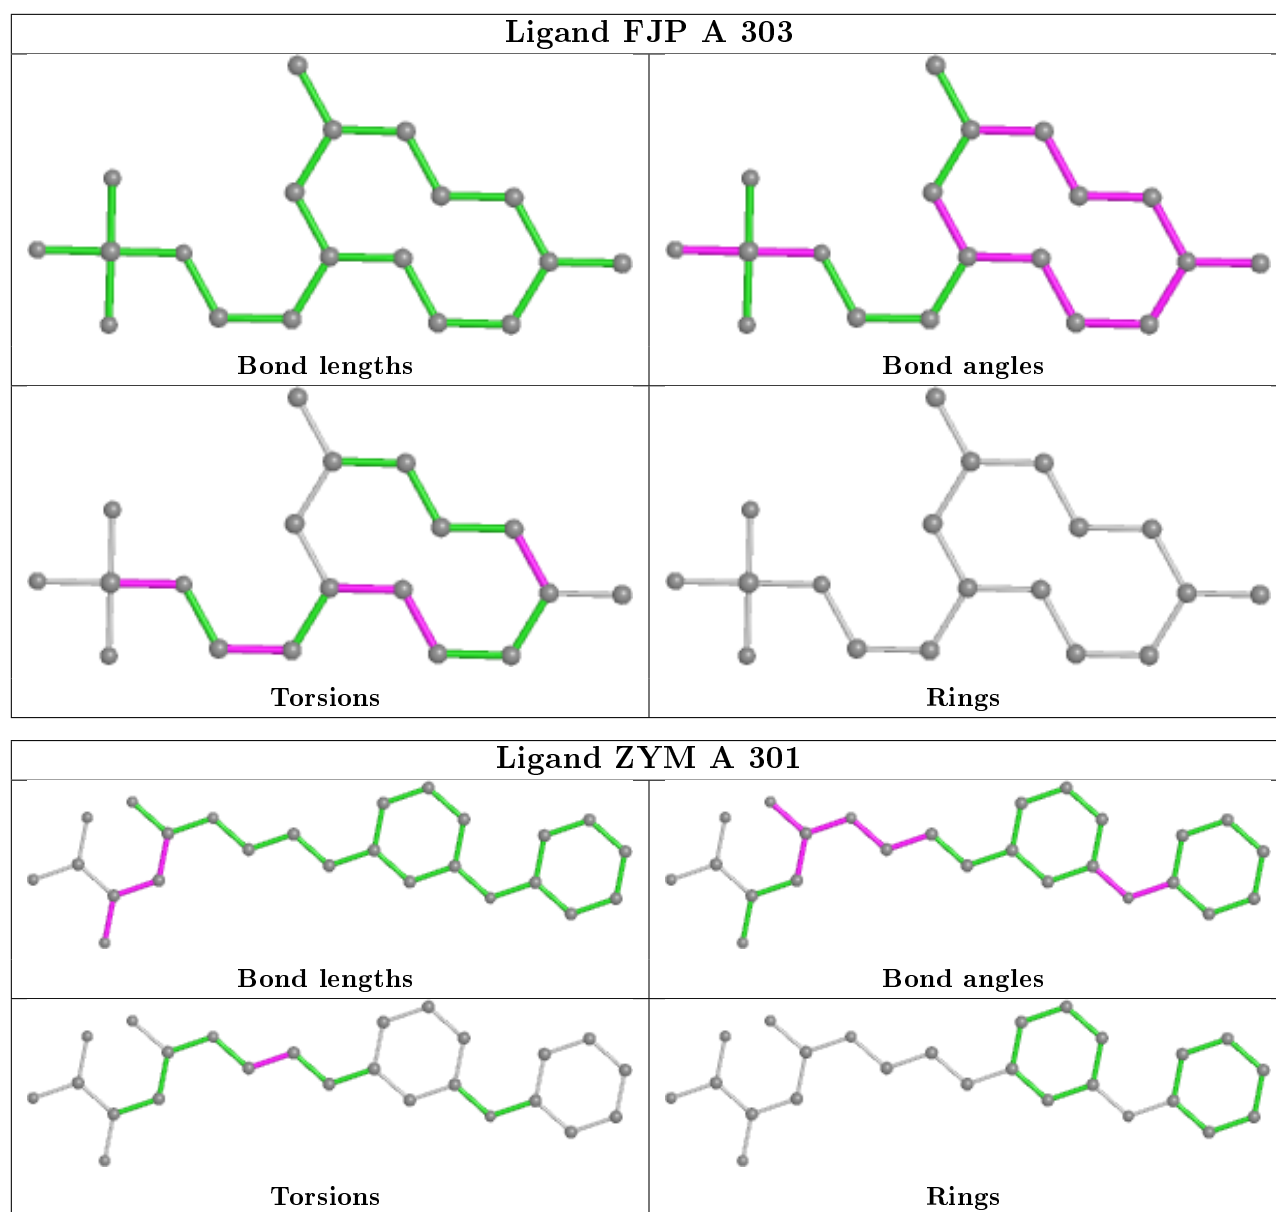 Ligand FJP A 303
Bond lengths
Bond angles
Torsions
Rings
Ligand ZYM A 301
Bond lengths
Bond angles
Torsions
Rings